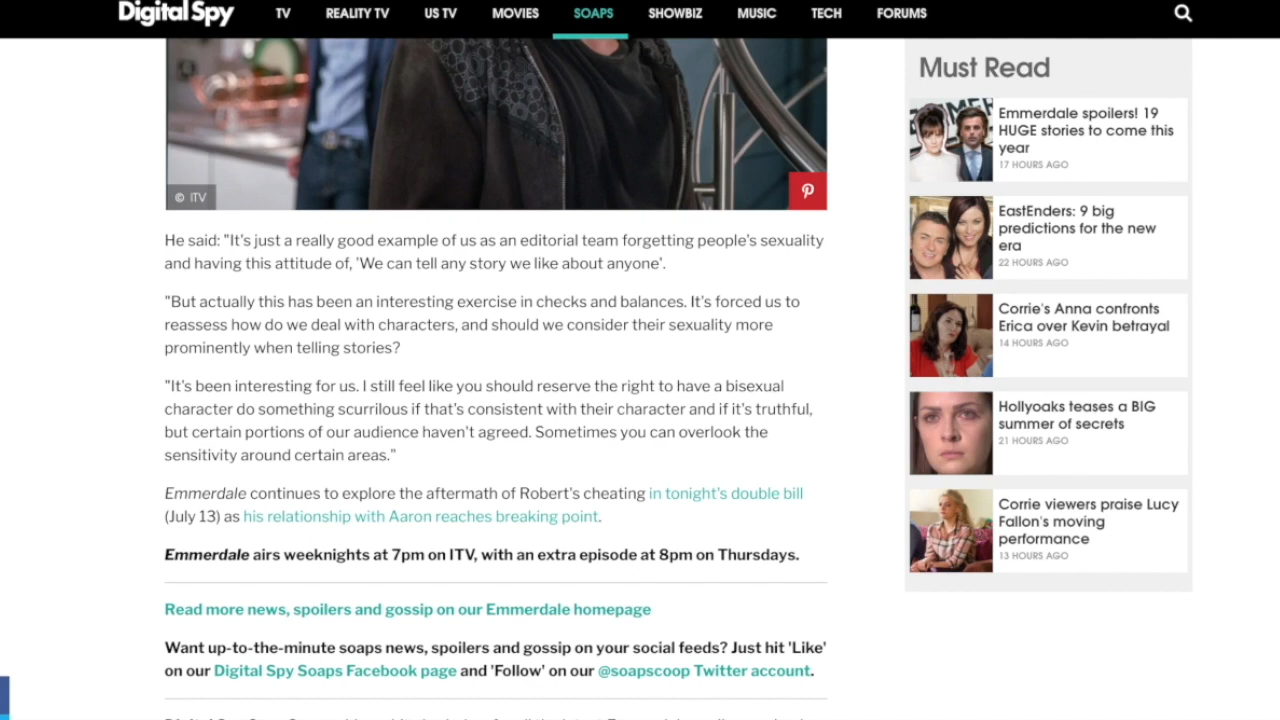 Digital Spy
TV
REALITY TV
US TV
MOVIES
SOAPS
SHOWBIZ
MUSIC
TECH
FORUMS
© ITV
He said: "It's just a really good example of us as an editorial team forgetting people's sexuality
and having this attitude of, 'We can tell any story we like about anyone'.
"But actually this has been an interesting exercise in checks and balances. It's forced us to
reassess how do we deal with characters, and should we consider their sexuality more
prominently when telling stories?
"It's been interesting for us. I still feel like you should reserve the right to have a bisexual
character do something scurrilous if that's consistent with their character and if it's truthful,
but certain portions of our audience haven't agreed. Sometimes you can overlook the
sensitivity around certain areas."
Emmerdale continues to explore the aftermath of Robert's cheating in tonight's double bill
(July 13) as his relationship with Aaron reaches breaking point.
Emmerdale airs weeknights at 7pm on ITV, with an extra episode at 8pm on Thursdays.
Read more news, spoilers and gossip on our Emmerdale homepage
Want up-to-the-minute soaps news, spoilers and gossip on your social feeds? Just hit 'Like'
on our Digital Spy Soaps Facebook page and 'Follow' on our @soapscoop Twitter account.
Must Read
Emmerdale spoilers! 19
HUGE stories to come this
year
17 HOURS AGO
EastEnders: 9 big
predictions for the new
era
22 HOURS AGO
Corrie's Anna confronts
Erica over Kevin betrayal
14 HOURS AGO
Hollyoaks teases a BIG
summer of secrets
21 HOURS AGO
Corrie viewers praise Lucy
Fallon's moving
performance
13 HOURS AGO